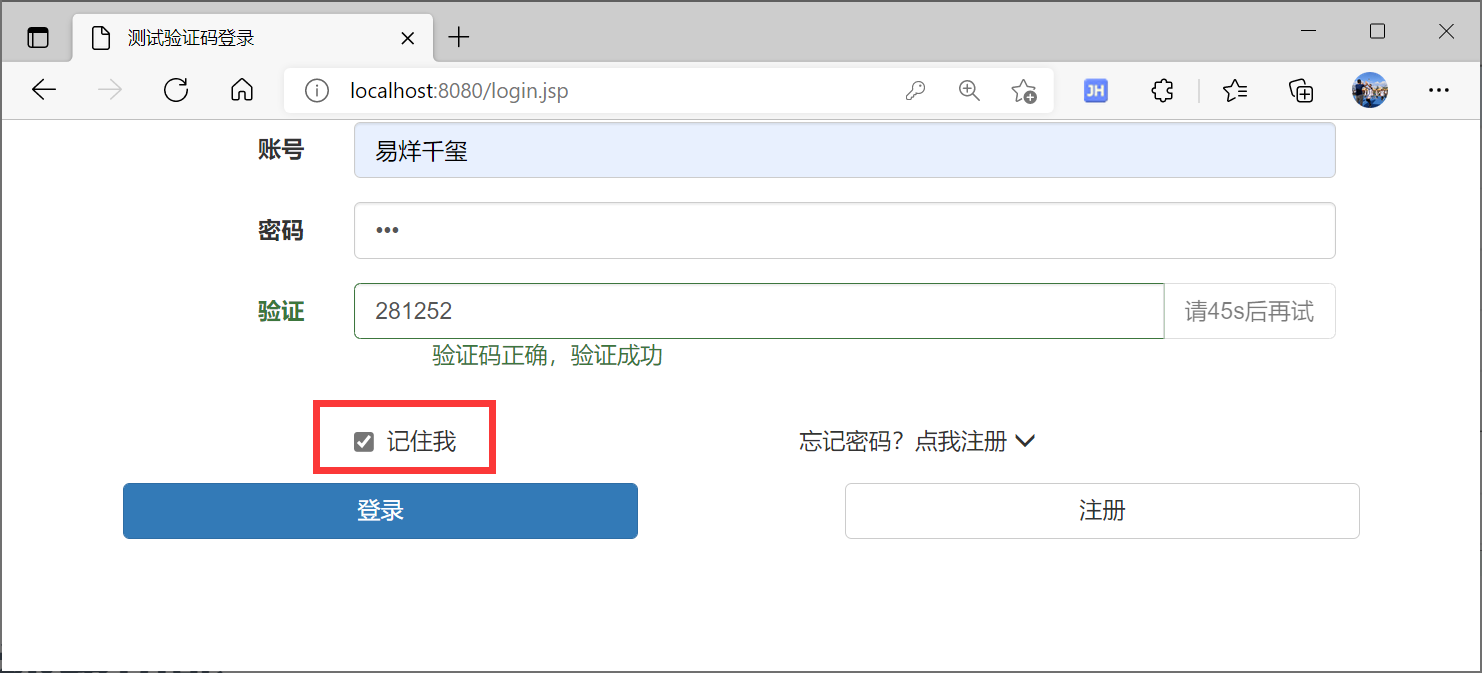 测试验证码登录
localhost:8080/login.jsp
JH
账号 易烊千玺
密码 •••
验证 281252 请45s后再试
验证码正确，验证成功
记住我 忘记密码？点我注册
登录 注册